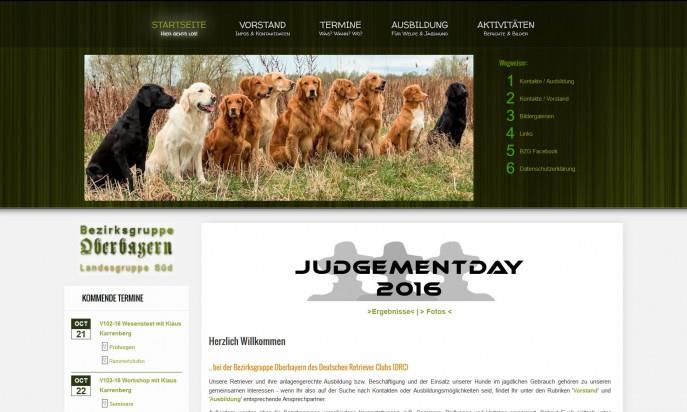 STARTSEITE
Hier gehts los!
VORSTAND
Infos & Kontaktdaten
TERMINE
Was? Wann? Wo?
AUSBILDUNG
Für Welpe & Jagdhund
AKTIVITÄTEN
Berichte & Bilder
Wegweiser:
1 Kontakte / Ausbildung
2 Kontakte / Vorstand
3 Bildergalerien
4 Links
5 BZG Facebook
6 Datenschutzerklärung
Bezirksgruppe
Oberbayern
Landesgruppe Süd
KOMMENDE TERMINE
OCT
21
V102-16 Wesenstest mit Klaus
Karrenberg
Prüfungen
OCT
22
V103-16 Workshop mit Klaus
Karrenberg
Seminare
JUDGEMENTDAY
2016
>Ergebnisse< | > Fotos <
Herzlich Willkommen
.. bei der Bezirksgruppe Oberbayern des Deutschen Retriever Clubs (DRC)
Unsere Retriever und ihre anlagengerechte Ausbildung bzw. Beschäftigung und der Einsatz unserer Hunde im jagdlichen Gebrauch gehören zu unseren
gemeinsamen Interessen - wenn Ihr also auf der Suche nach Kontakten oder Ausbildungsmöglichkeiten seid, findet Ihr unter den Rubriken 'Vorstand' und
'Ausbildung' entsprechende Ansprechpartner.